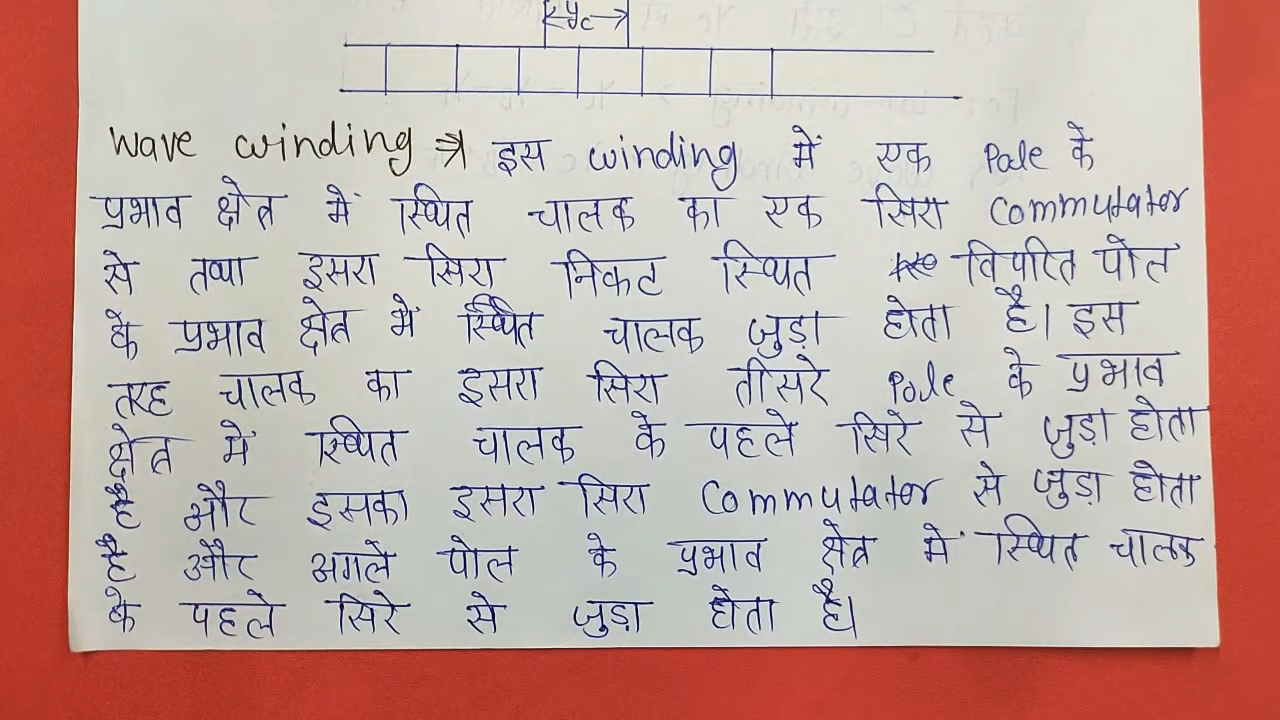 Yc
Wave winding → इस winding में एक Pole के
प्रभाव क्षेत्र में स्थित चालक का एक सिरा Commutator
से तथा दूसरा सिरा निकट स्थित विपरित पोल
के प्रभाव क्षेत्र में स्थित चालक जुड़ा होता है। इस
तरह चालक का दूसरा सिरा तीसरे Pole के प्रभाव
क्षेत्र में स्थित चालक के पहले सिरे से जुड़ा होता
है और इसका दूसरा सिरा Commutator से जुड़ा होता
है और अगले पोल के प्रभाव क्षेत्र में स्थित चालक
के पहले सिरे से जुड़ा होता है।